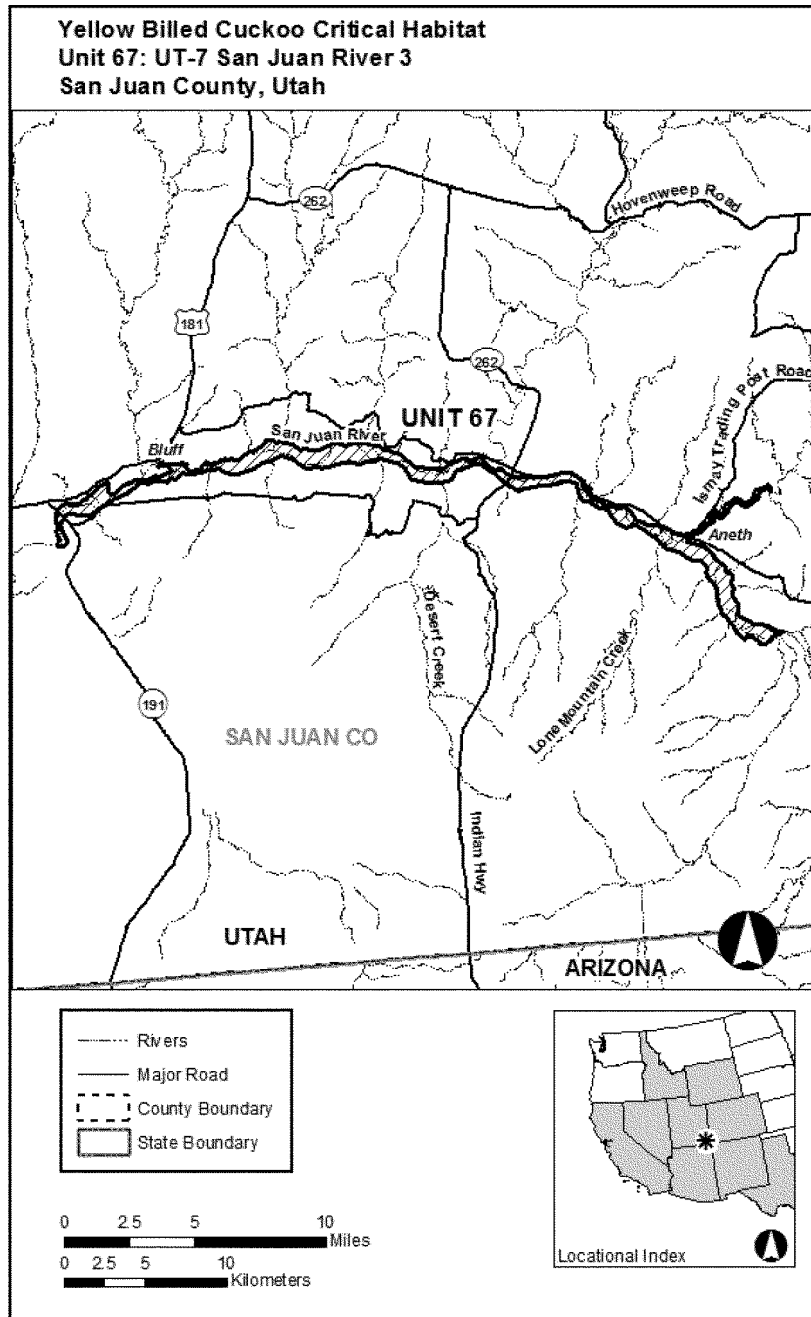 Yellow Billed Cuckoo Critical Habitat
Unit 67: UT-7 San Juan River 3
San Juan County, Utah
262
Hovenweep Road
181
262
Ismay Trading Post Road
UNIT 67
San Juan River
Bluff
Aneth
Desert Creek
Lone Mountain Creek
191
SAN JUAN CO
Indian Hwy
UTAH
ARIZONA
Rivers
Major Road
County Boundary
State Boundary
0 2.5 5 10
Miles
0 2.5 5 10
Kilometers
Locational Index